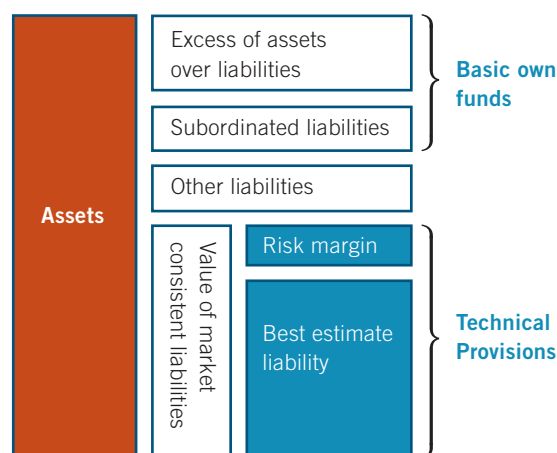 Excess of assets
over liabilities
Basic own
funds
Subordinated liabilities
Other liabilities
Assets
Value of market
consistent liabilities
Risk margin
Best estimate
liability
Technical
Provisions